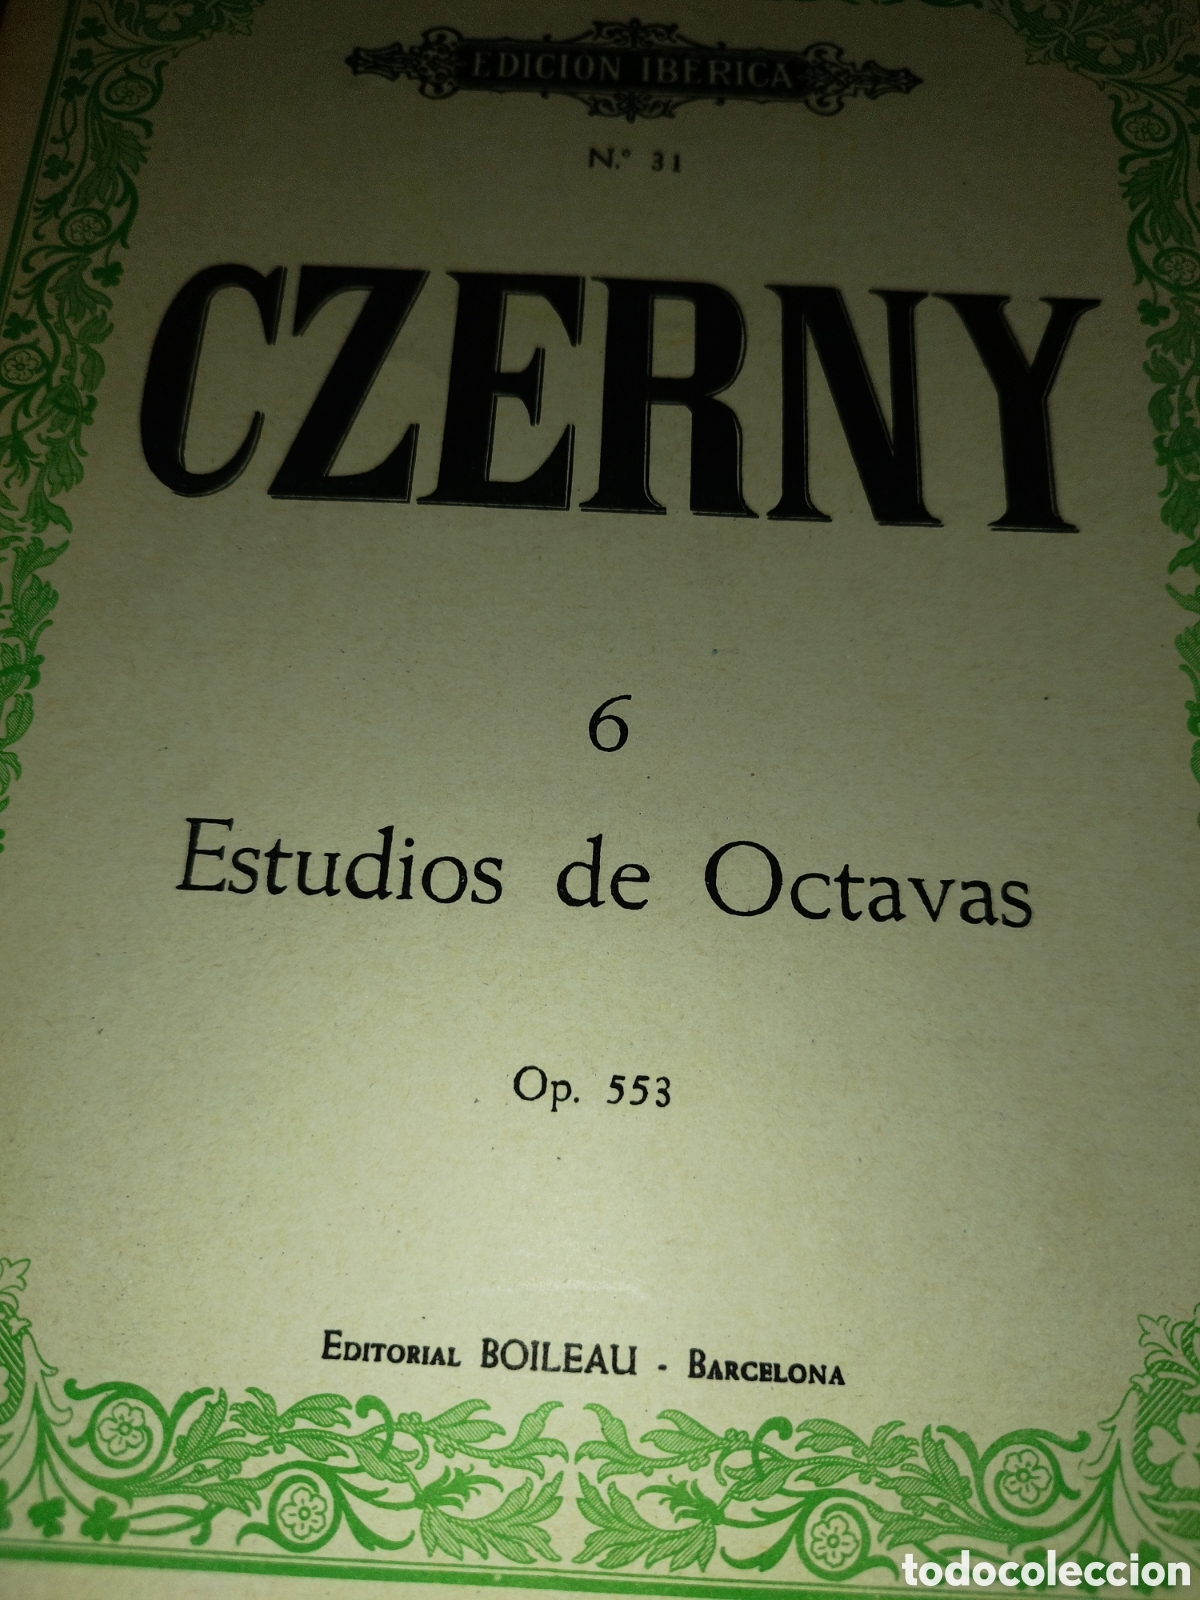 EDICION IBERICA
N.° 31
CZERNY
6
Estudios de Octavas
Op. 553
EDITORIAL BOILEAU - BARCELONA
todocoleccion